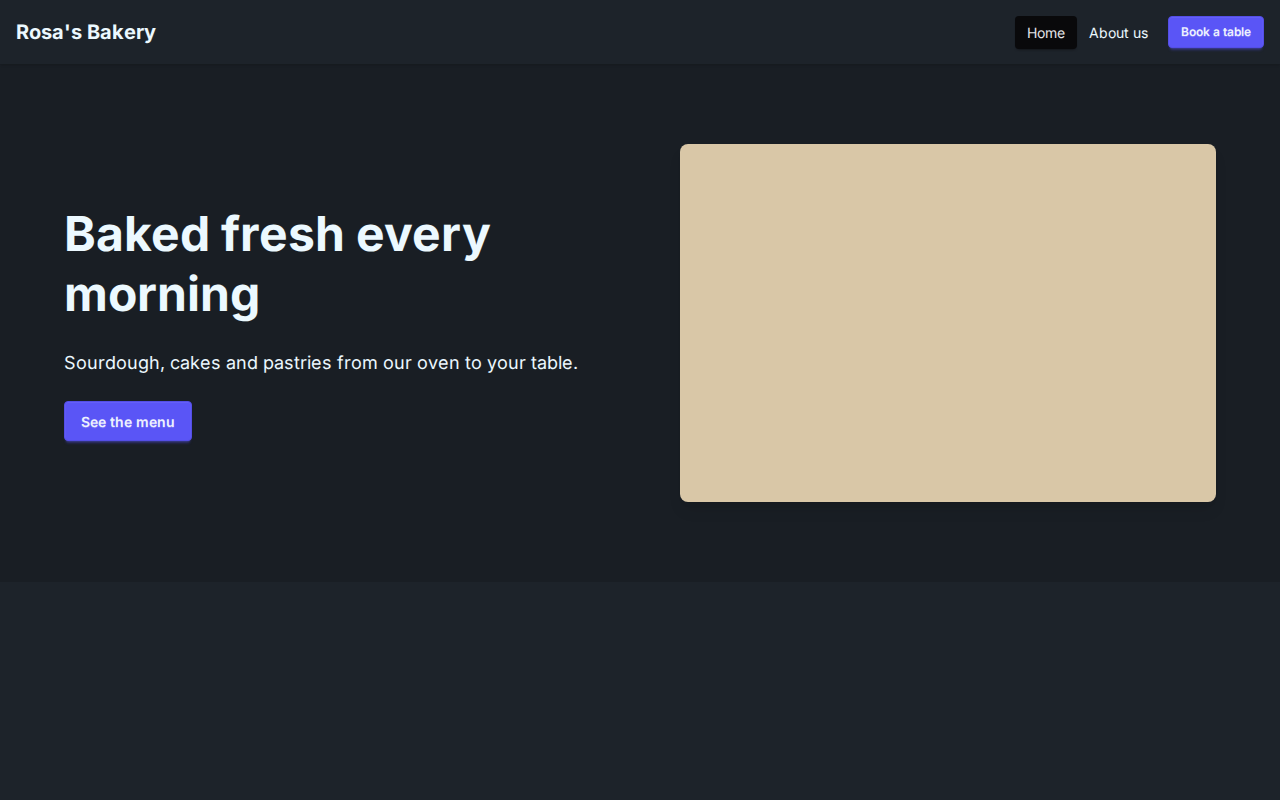 Rosa's Bakery
Home
About us
Book a table
Baked fresh every
morning
Sourdough, cakes and pastries from our oven to your table.
See the menu